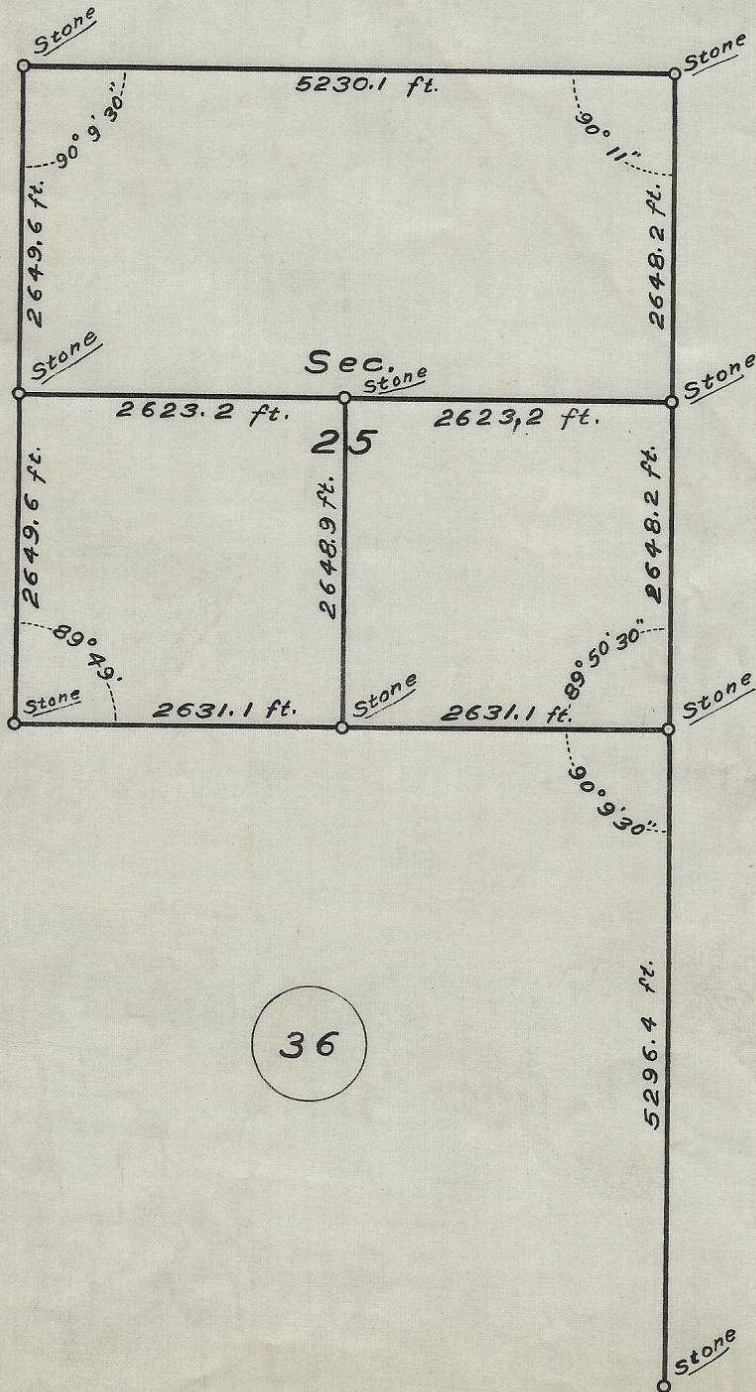 Stone
Stone
5230.1 ft.
90° 9' 30"
90° 11"
2649.6 ft.
2648.2 ft.
Stone
Sec.
Stone
Stone
2623.2 ft.
2623,2 ft.
25
2649.6 ft.
2648.9 ft.
2648.2 ft.
89° 49'
89° 50' 30"
Stone
2631.1 ft.
Stone
2631.1 ft.
Stone
90° 9' 30"
5296.4 ft.
36
Stone